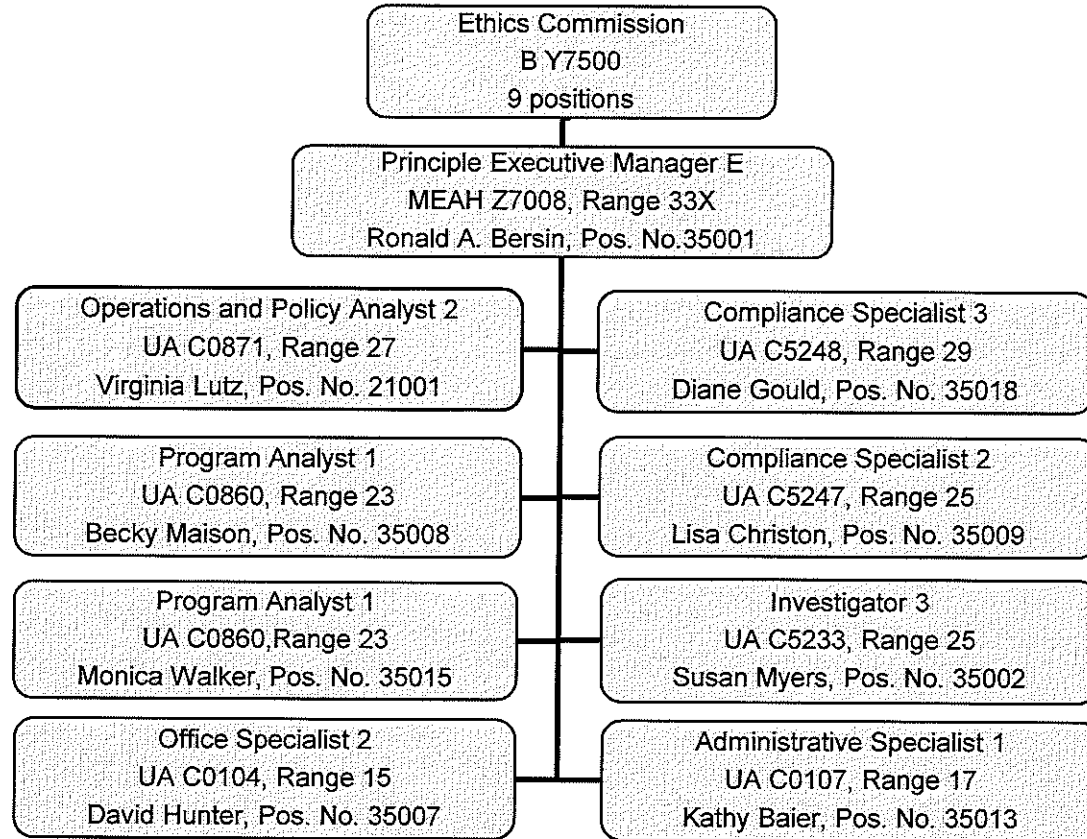 Ethics Commission
B Y7500
9 positions
Principle Executive Manager E
MEAH Z7008, Range 33X
Ronald A. Bersin, Pos. No.35001
Operations and Policy Analyst 2
UA C0871, Range 27
Virginia Lutz, Pos. No. 21001
Compliance Specialist 3
UA C5248, Range 29
Diane Gould, Pos. No. 35018
Program Analyst 1
UA C0860, Range 23
Becky Maison, Pos. No. 35008
Compliance Specialist 2
UA C5247, Range 25
Lisa Christon, Pos. No. 35009
Program Analyst 1
UA C0860,Range 23
Monica Walker, Pos. No. 35015
Investigator 3
UA C5233, Range 25
Susan Myers, Pos. No. 35002
Office Specialist 2
UA C0104, Range 15
David Hunter, Pos. No. 35007
Administrative Specialist 1
UA C0107, Range 17
Kathy Baier, Pos. No. 35013